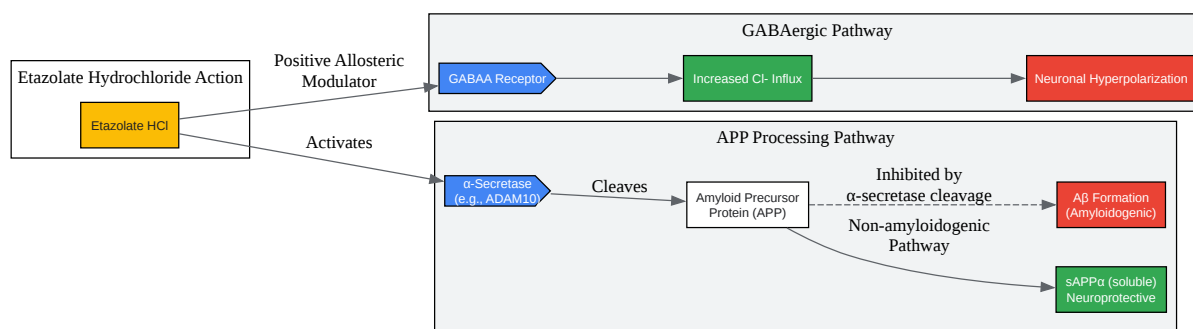 GABAergic Pathway
Etazolate Hydrochloride Action
Etazolate HCl
Positive Allosteric
Modulator
GABAA Receptor
Increased Cl- Influx
Neuronal Hyperpolarization
Activates
APP Processing Pathway
α-Secretase
(e.g., ADAM10)
Cleaves
Amyloid Precursor
Protein (APP)
Inhibited by
α-secretase cleavage
Aβ Formation
(Amyloidogenic)
Non-amyloidogenic
Pathway
sAPPα (soluble)
Neuroprotective